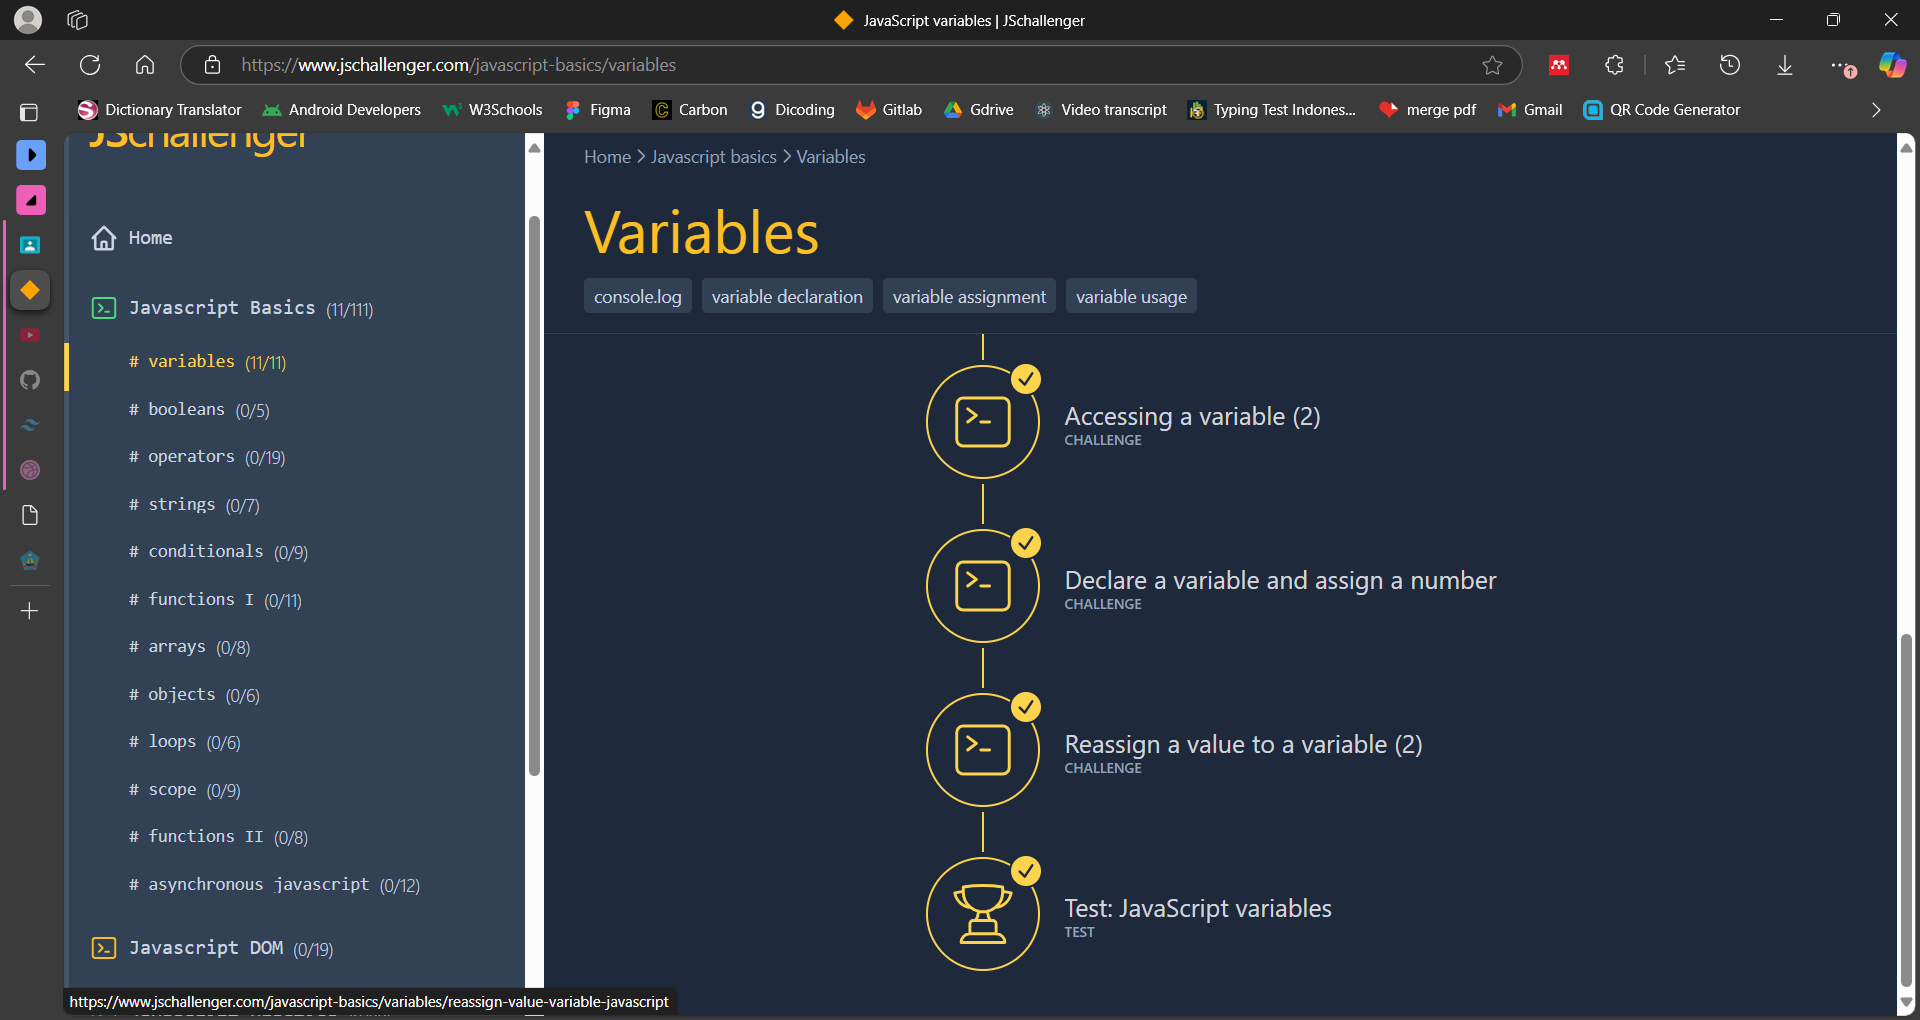 JavaScript variables | JSchallenger
https://www.jschallenger.com/javascript-basics/variables
Dictionary Translator
Android Developers
W3Schools
Figma
Carbon
Dicoding
Gitlab
Gdrive
Video transcript
Typing Test Indones...
merge pdf
Gmail
QR Code Generator
JSchallenger
Home
Javascript Basics (11/111)
# variables (11/11)
# booleans (0/5)
# operators (0/19)
# strings (0/7)
# conditionals (0/9)
# functions I (0/11)
# arrays (0/8)
# objects (0/6)
# loops (0/6)
# scope (0/9)
# functions II (0/8)
# asynchronous javascript (0/12)
Javascript DOM (0/19)
https://www.jschallenger.com/javascript-basics/variables/reassign-value-variable-javascript
Home > Javascript basics > Variables
Variables
console.log
variable declaration
variable assignment
variable usage
Accessing a variable (2)
CHALLENGE
Declare a variable and assign a number
CHALLENGE
Reassign a value to a variable (2)
CHALLENGE
Test: JavaScript variables
TEST